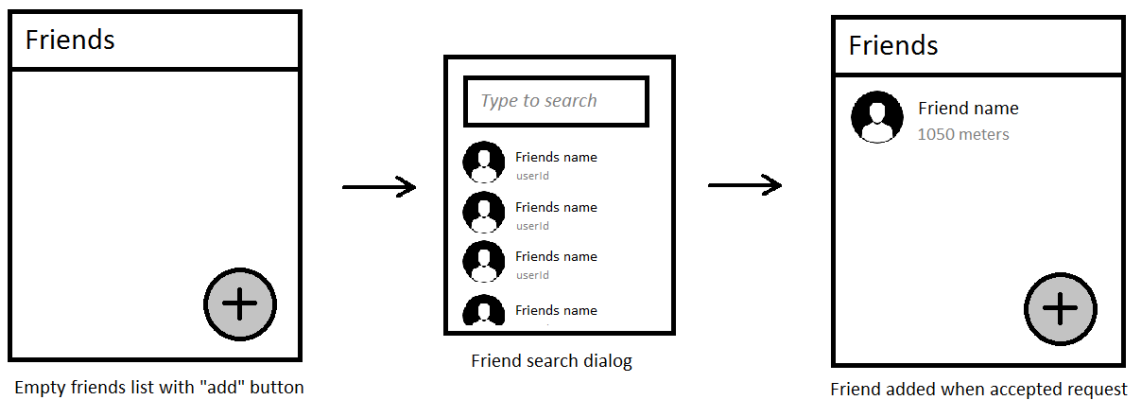 Friends
Empty friends list with "add" button
Type to search
Friends name
userId
Friends name
userId
Friends name
userId
Friends name
Friend search dialog
Friends
Friend name
1050 meters
Friend added when accepted request